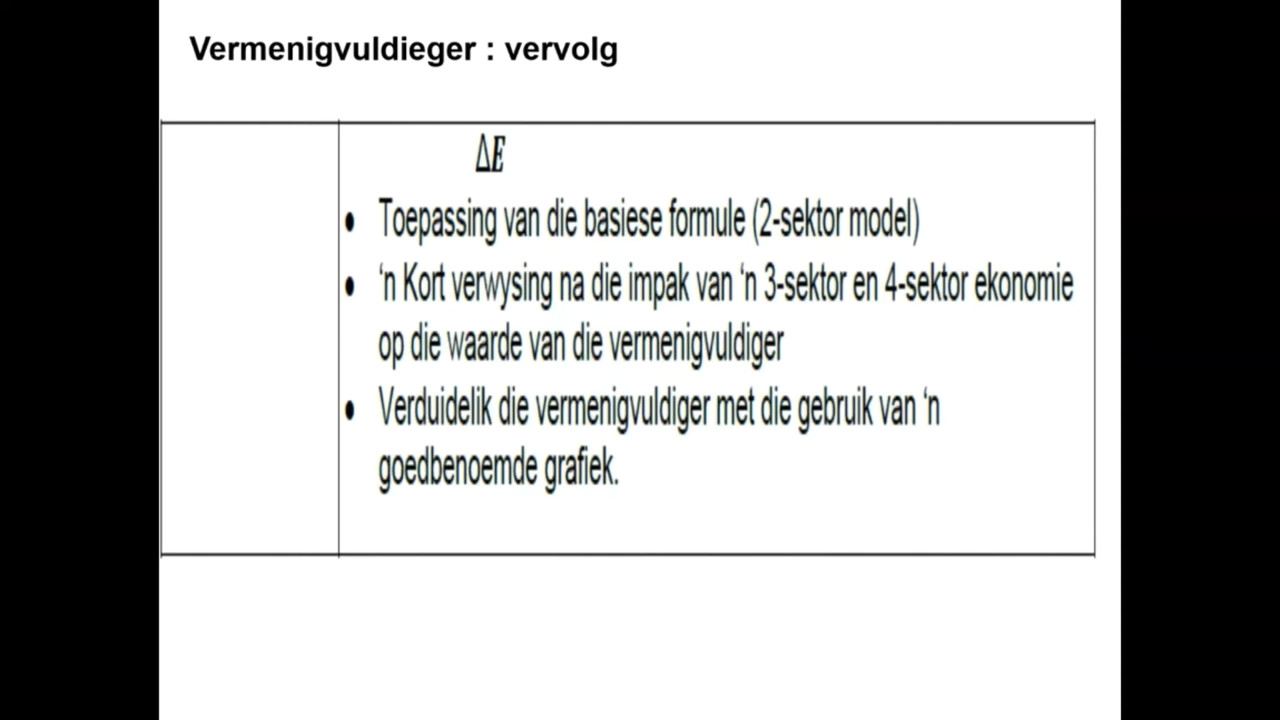 Vermenigvuldieger : vervolg
ΔE
• Toepassing van die basiese formule (2-sektor model)
• ‘n Kort verwysing na die impak van ‘n 3-sektor en 4-sektor ekonomie
op die waarde van die vermenigvuldiger
• Verduidelik die vermenigvuldiger met die gebruik van ‘n
goedbenoemde grafiek.